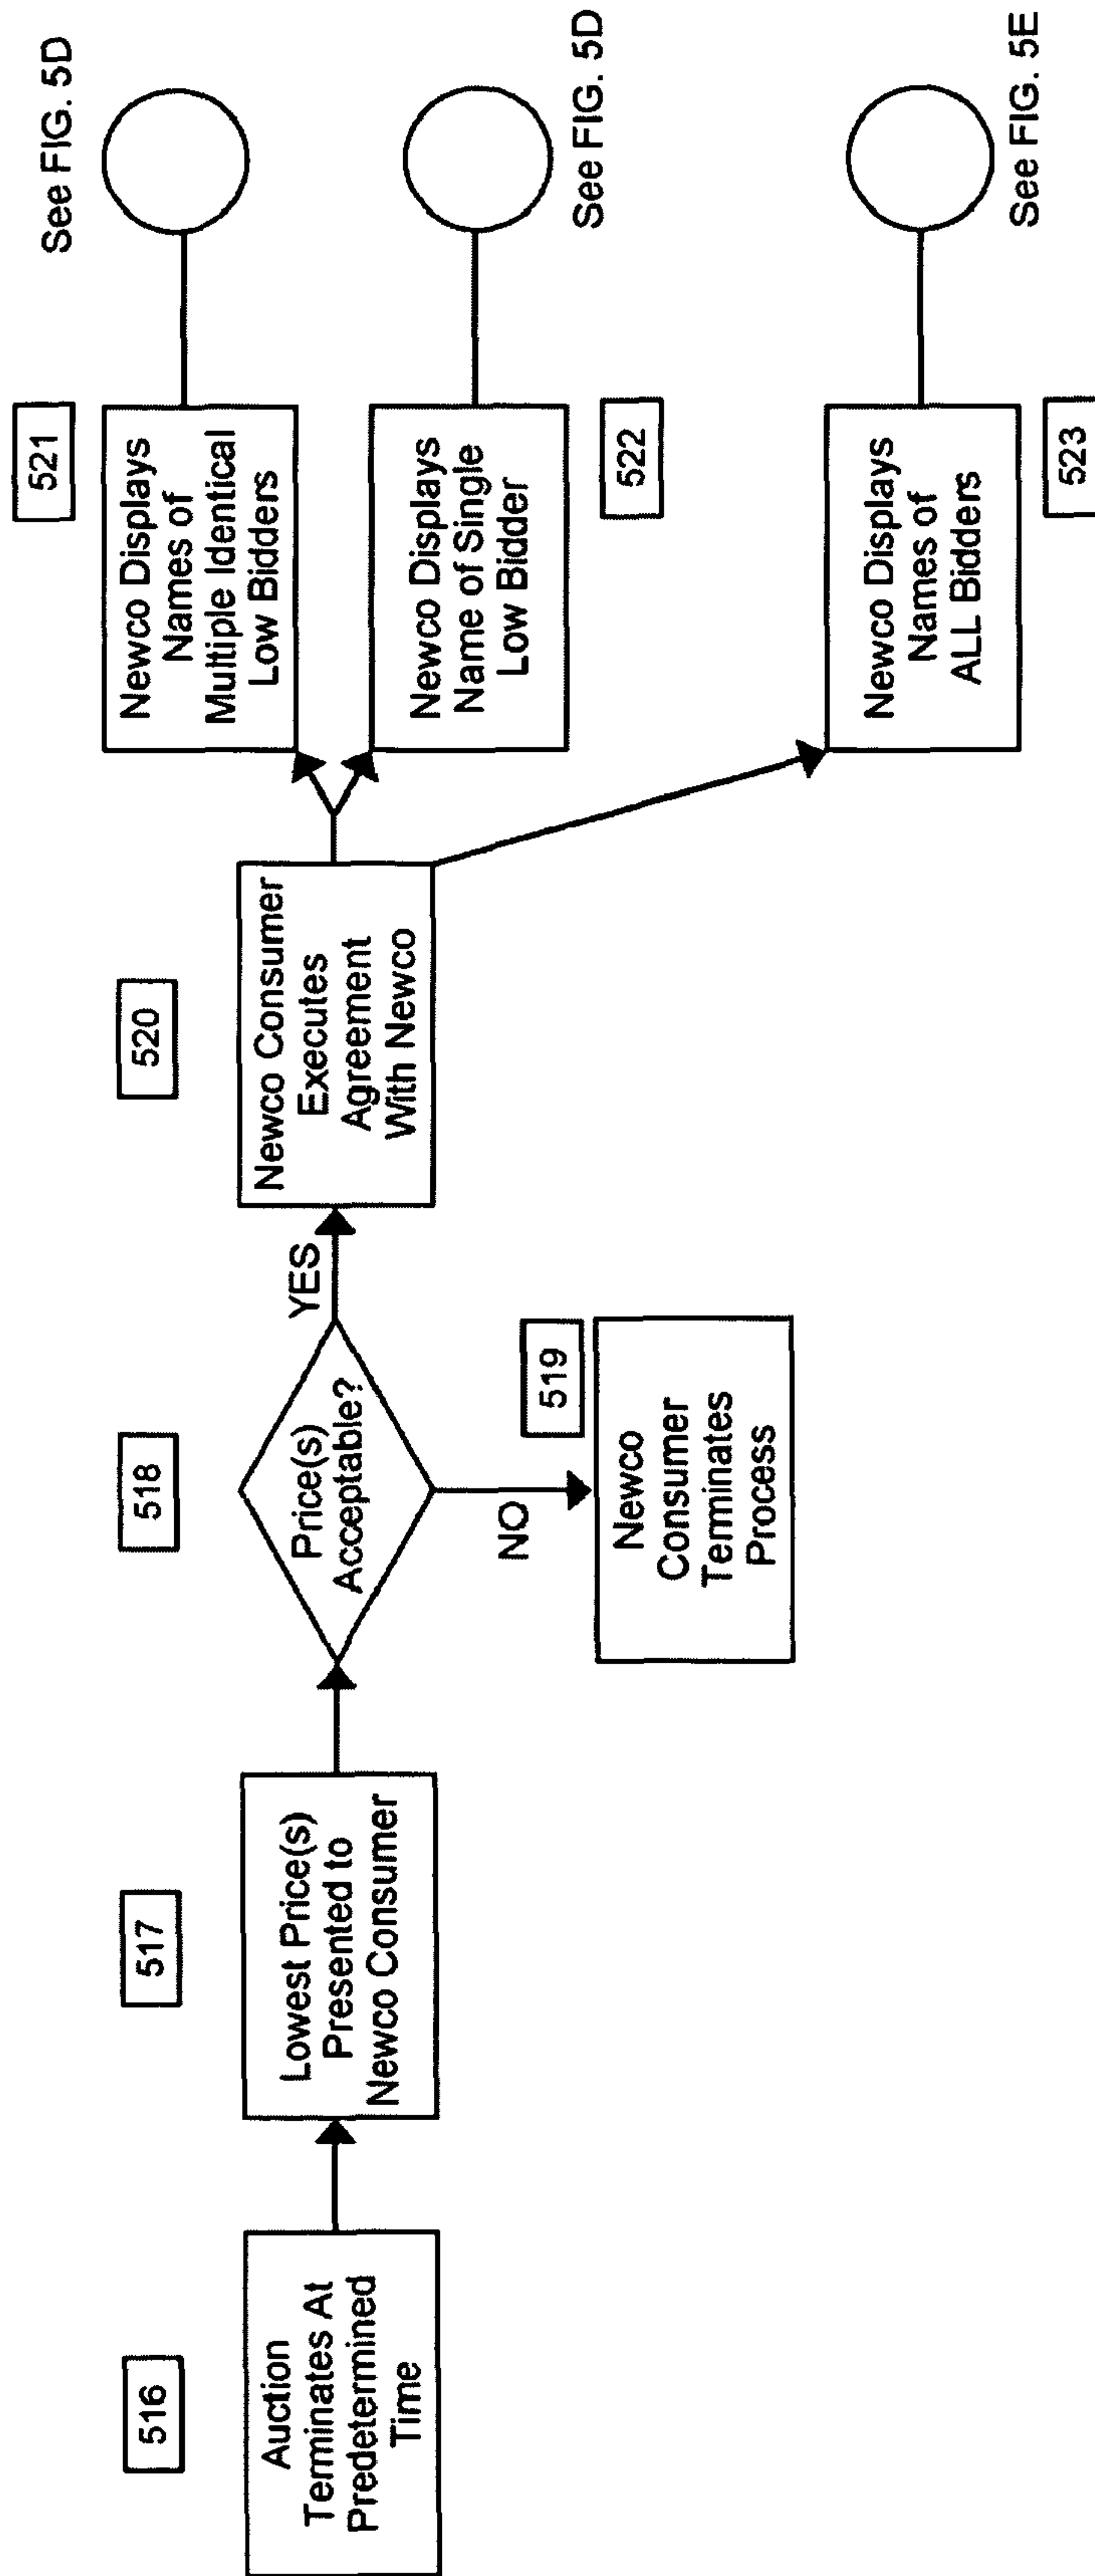 516
Auction
Terminates At
Predetermined
Time
517
Lowest Price(s)
Presented to
Newco Consumer
518
Price(s)
Acceptable?
YES
NO
519
Newco
Consumer
Terminates
Process
520
Newco Consumer
Executes
Agreement
With Newco
521
Newco Displays
Names of
Multiple Identical
Low Bidders
See FIG. 5D
Newco Displays
Name of Single
Low Bidder
522
See FIG. 5D
Newco Displays
Names of
ALL Bidders
523
See FIG. 5E